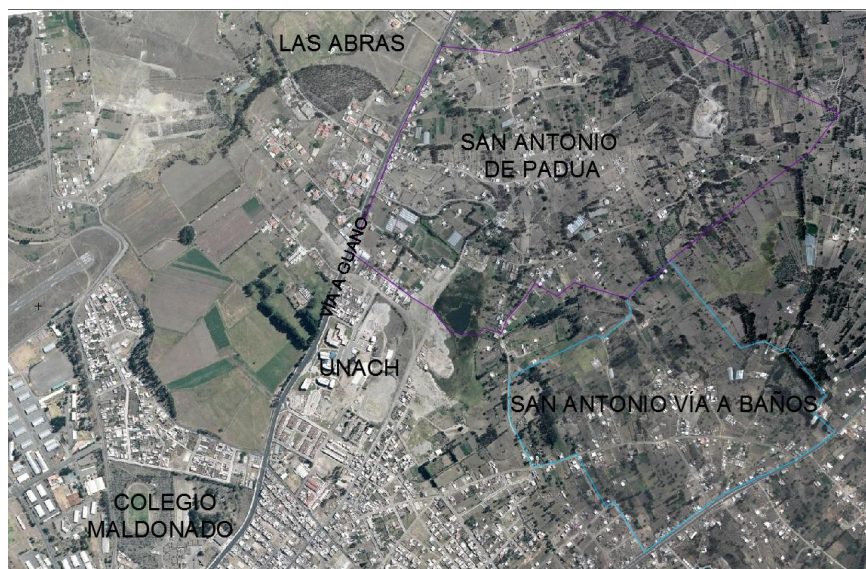 LAS ABRAS
SAN ANTONIO
DE PADUA
VÍA A GUANO
UNACH
SAN ANTONIO VÍA A BAÑOS
COLEGIO
MALDONADO